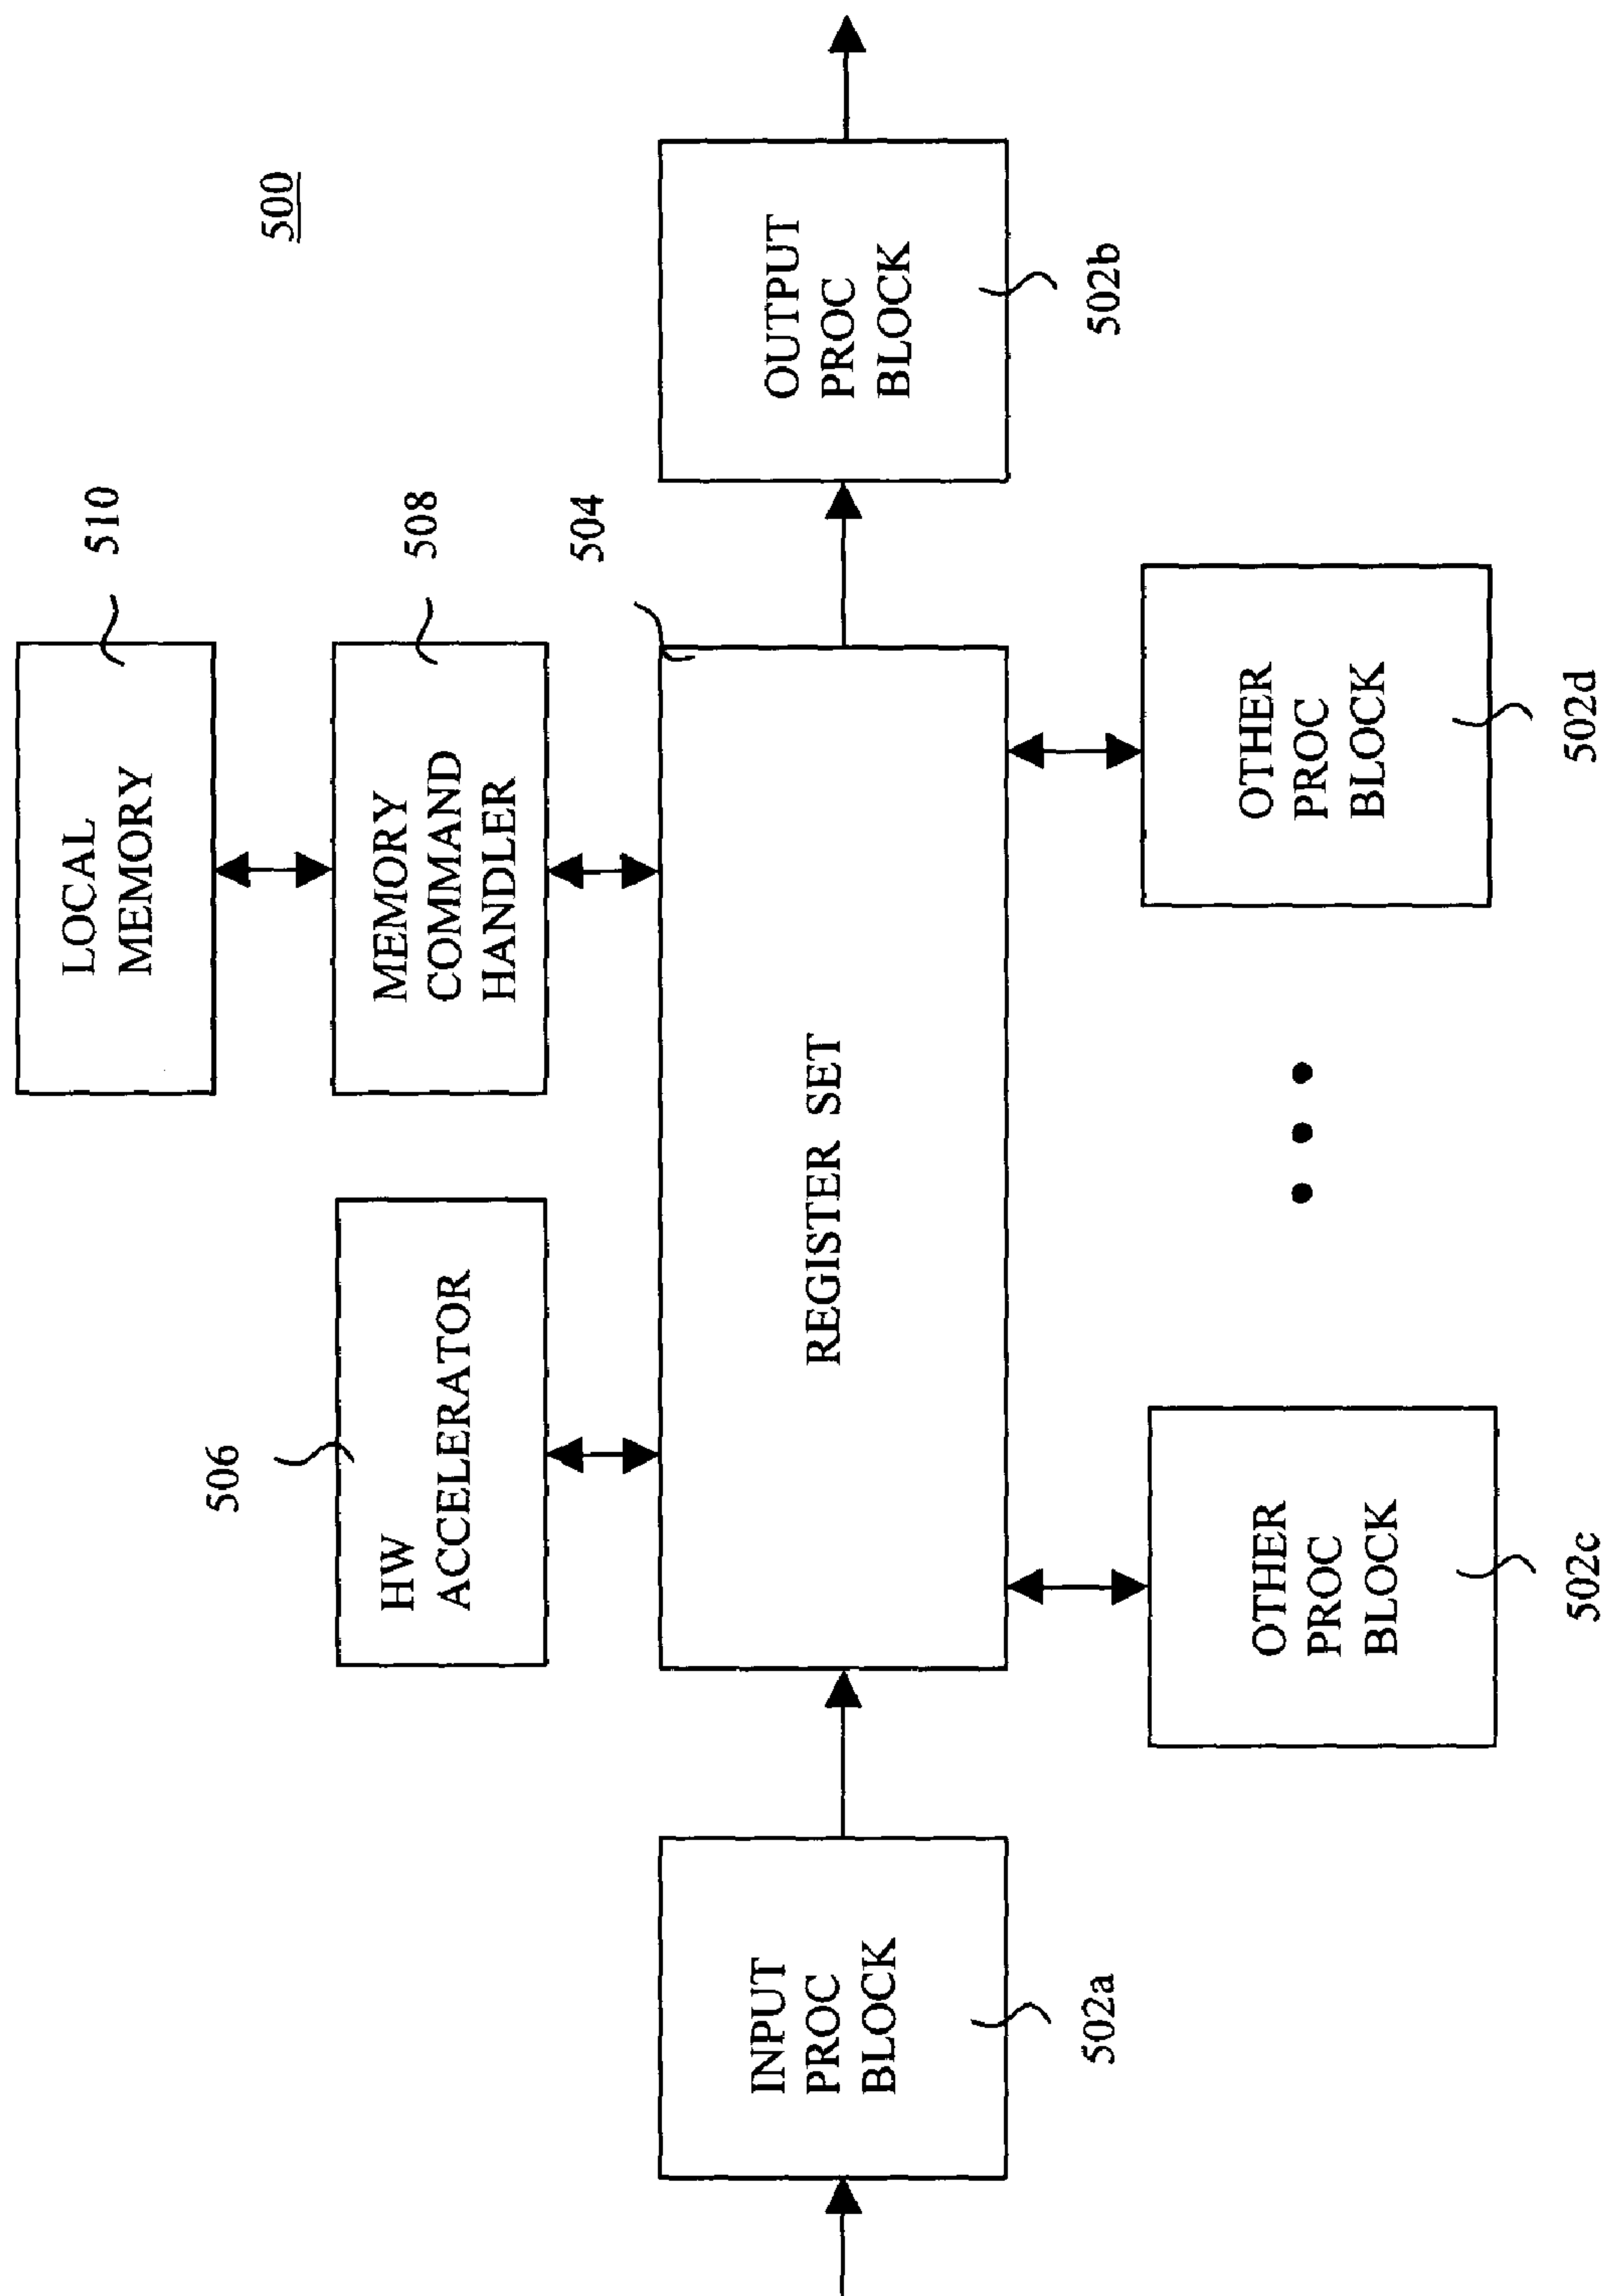 500
LOCAL
MEMORY
510
HW
ACCELERATOR
506
MEMORY
COMMAND
HANDLER
508
504
INPUT
PROC
BLOCK
502a
REGISTER SET
OUTPUT
PROC
BLOCK
502b
OTHER
PROC
BLOCK
502c
OTHER
PROC
BLOCK
502d